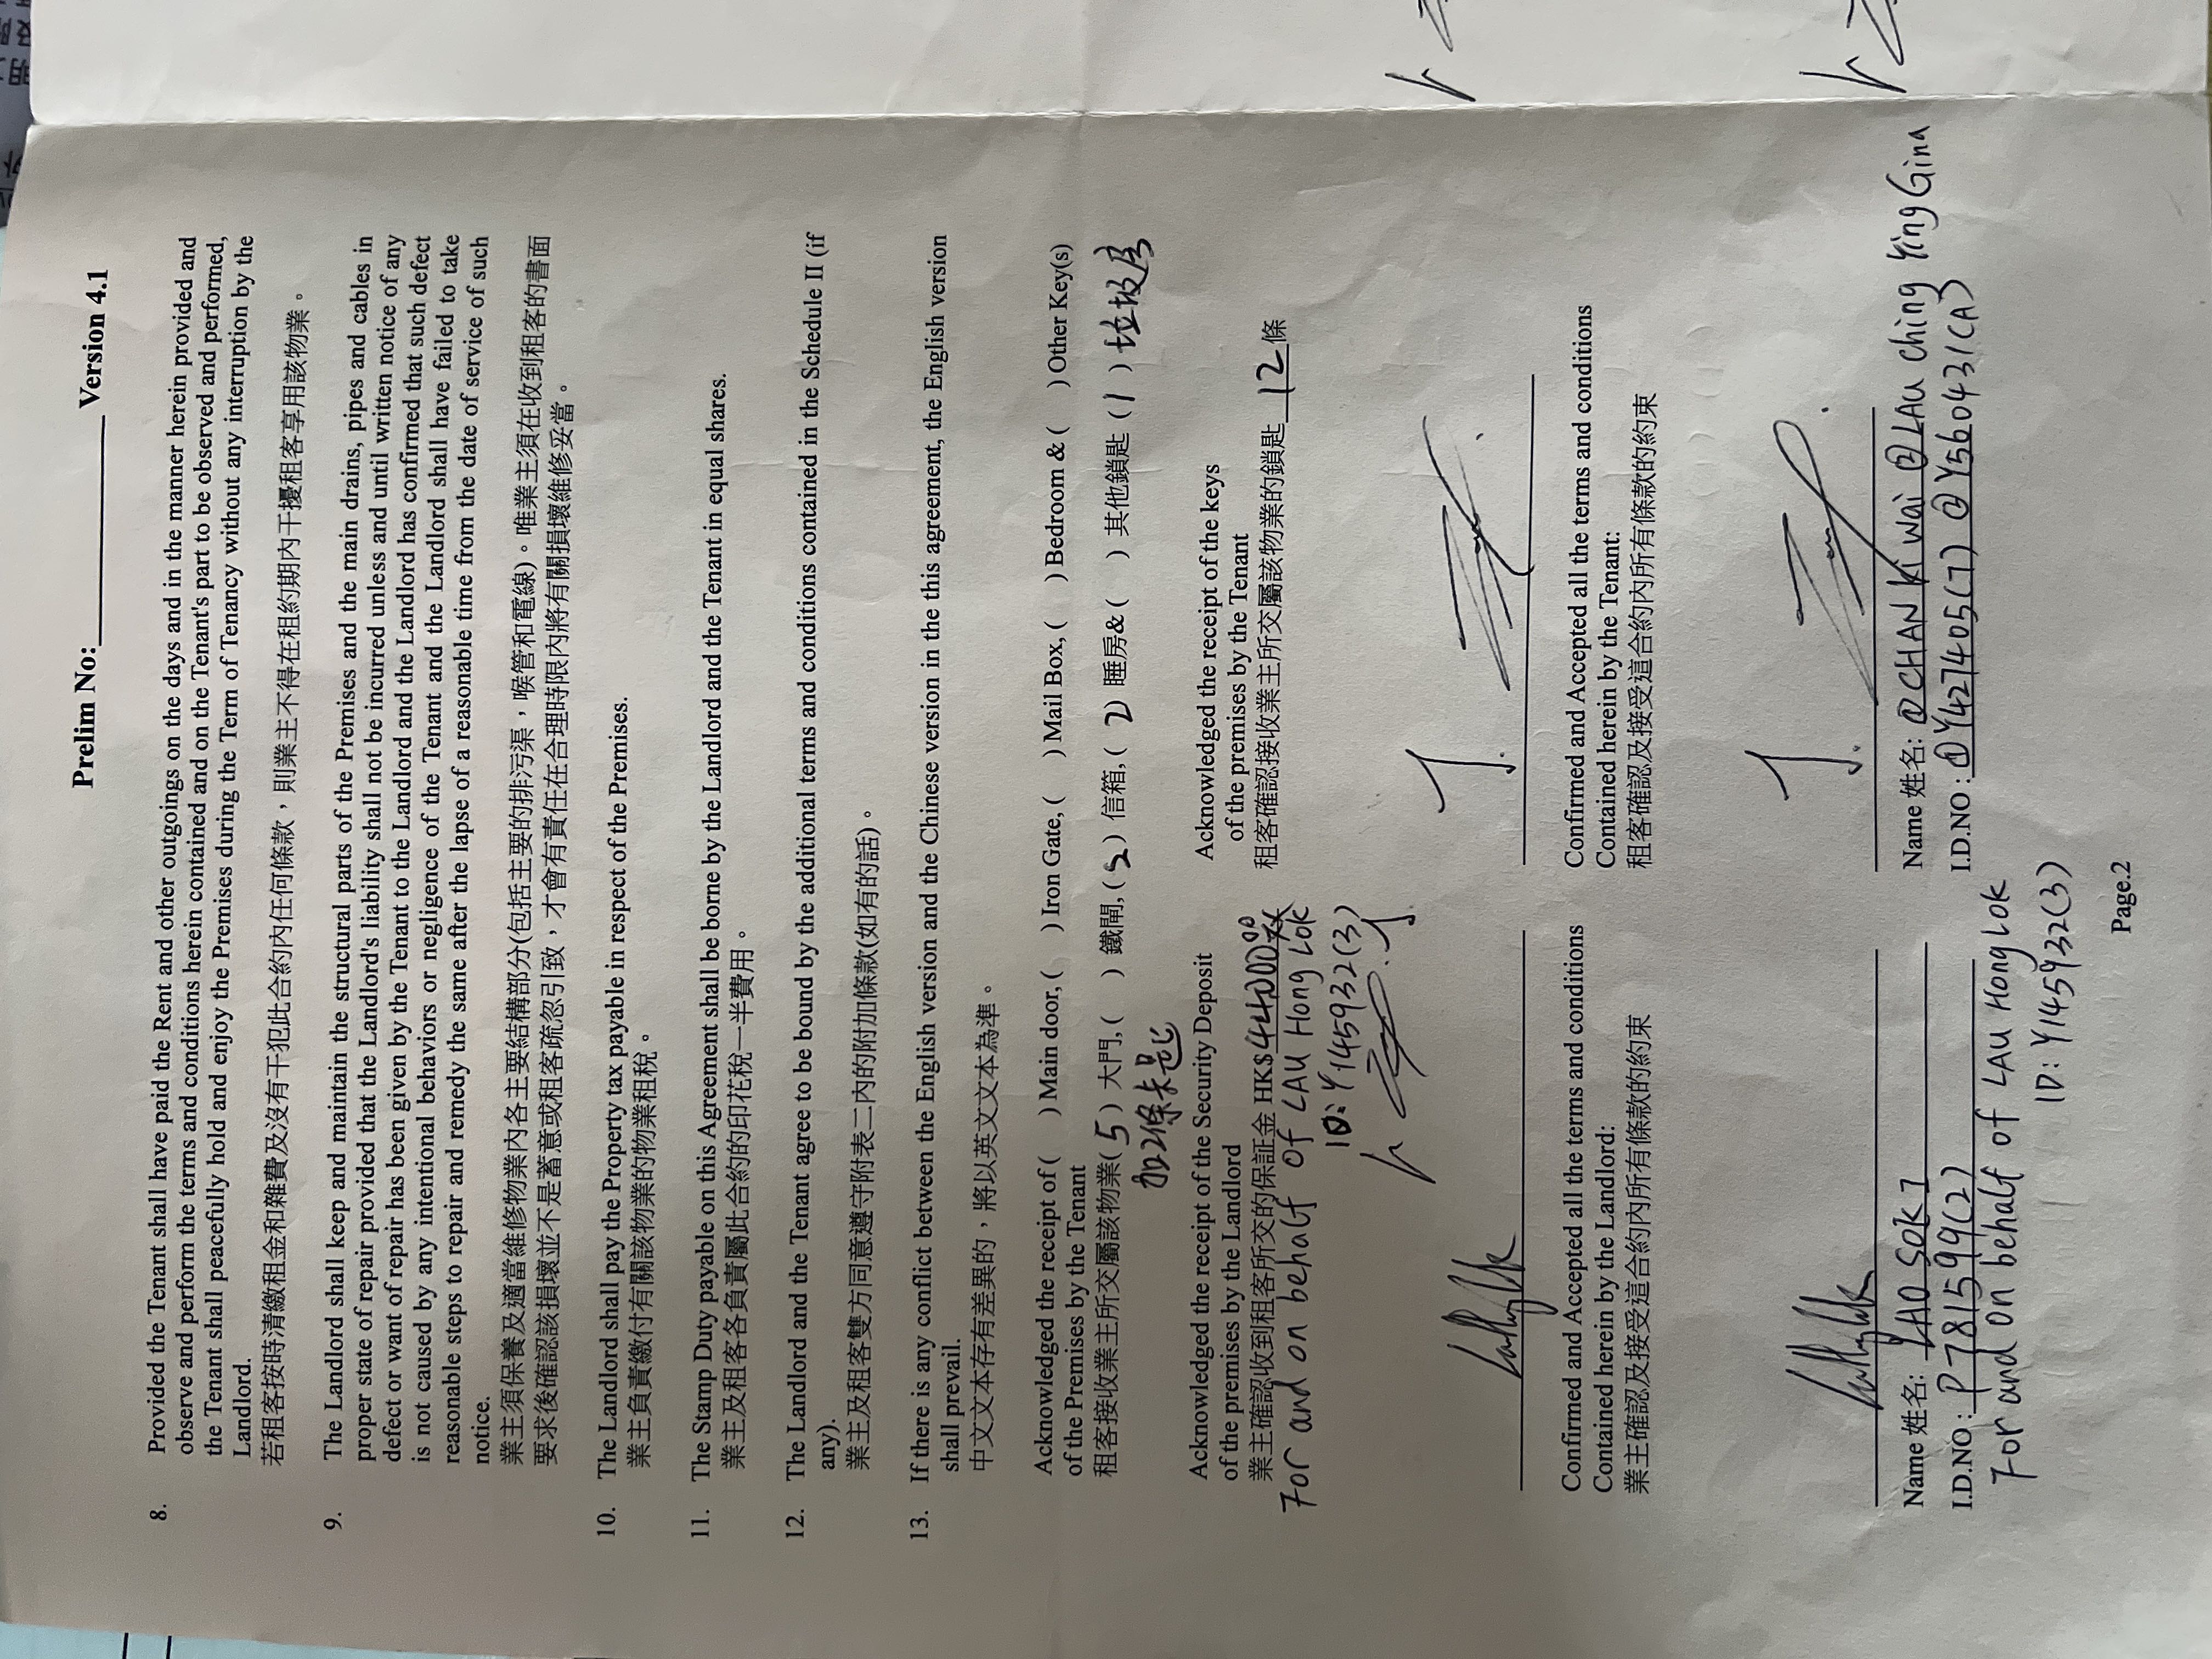 Prelim No:__________ Version 4.1
8. Provided the Tenant shall have paid the Rent and other outgoings on the days and in the manner herein provided and
observe and perform the terms and conditions herein contained and on the Tenant's part to be observed and performed,
the Tenant shall peacefully hold and enjoy the Premises during the Term of Tenancy without any interruption by the
Landlord.
若租客按時清繳租金和雜費及沒有干犯此合約內任何條款，則業主不得在租約期內干擾租客享用該物業。
9. The Landlord shall keep and maintain the structural parts of the Premises and the main drains, pipes and cables in
proper state of repair provided that the Landlord's liability shall not be incurred unless and until written notice of any
defect or want of repair has been given by the Tenant to the Landlord and the Landlord has confirmed that such defect
is not caused by any intentional behaviors or negligence of the Tenant and the Landlord shall have failed to take
reasonable steps to repair and remedy the same after the lapse of a reasonable time from the date of service of such
notice.
業主須保養及適當維修物業內各主要結構部分(包括主要的排污渠，喉管和電線)。唯業主須在收到租客的書面
要求後確認該損壞並不是蓄意或租客疏忽引致，才會有責任在合理時限內將有關損壞維修妥當。
10. The Landlord shall pay the Property tax payable in respect of the Premises.
業主負責繳付有關該物業的物業租稅。
11. The Stamp Duty payable on this Agreement shall be borne by the Landlord and the Tenant in equal shares.
業主及租客各負責屬此合約的印花稅一半費用。
12. The Landlord and the Tenant agree to be bound by the additional terms and conditions contained in the Schedule II (if
any).
業主及租客雙方同意遵守附表二內的附加條款(如有的話)。
13. If there is any conflict between the English version and the Chinese version in the this agreement, the English version
shall prevail.
中文文本存有差異的，將以英文文本為準。
Acknowledged the receipt of ( ) Main door, ( ) Iron Gate, ( ) Mail Box, ( ) Bedroom & ( ) Other Key(s)
of the Premises by the Tenant
租客接收業主所交屬該物業( 5 ) 大門, ( ) 鐵閘, ( 2 ) 信箱, ( 2 ) 睡房& ( ) 其他鎖匙 ( 1 ) 垃圾房
加2條卡匙
Acknowledged the receipt of the Security Deposit
of the premises by the Landlord
業主確認收到租客所交的保証金 HK$44000.00
For and on behalf of LAU Hong Lok
ID: Y145932(3)
Acknowledged the receipt of the keys
of the premises by the Tenant
租客確認接收業主所交屬該物業的鎖匙 12 條
Confirmed and Accepted all the terms and conditions
Contained herein by the Landlord:
業主確認及接受這合約內所有條款的約束
Confirmed and Accepted all the terms and conditions
Contained herein by the Tenant:
租客確認及接受這合約內所有條款的約束
Name 姓名: LAO SOK I
I.D.NO : P781599(2)
For and on behalf of LAU Hong Lok
ID: Y145932(3)
Name 姓名: ① CHAN Ki Wai ② LAU Ching Ying Gina
I.D.NO : ① Y427405(7) ② Y560431(A)
Page.2